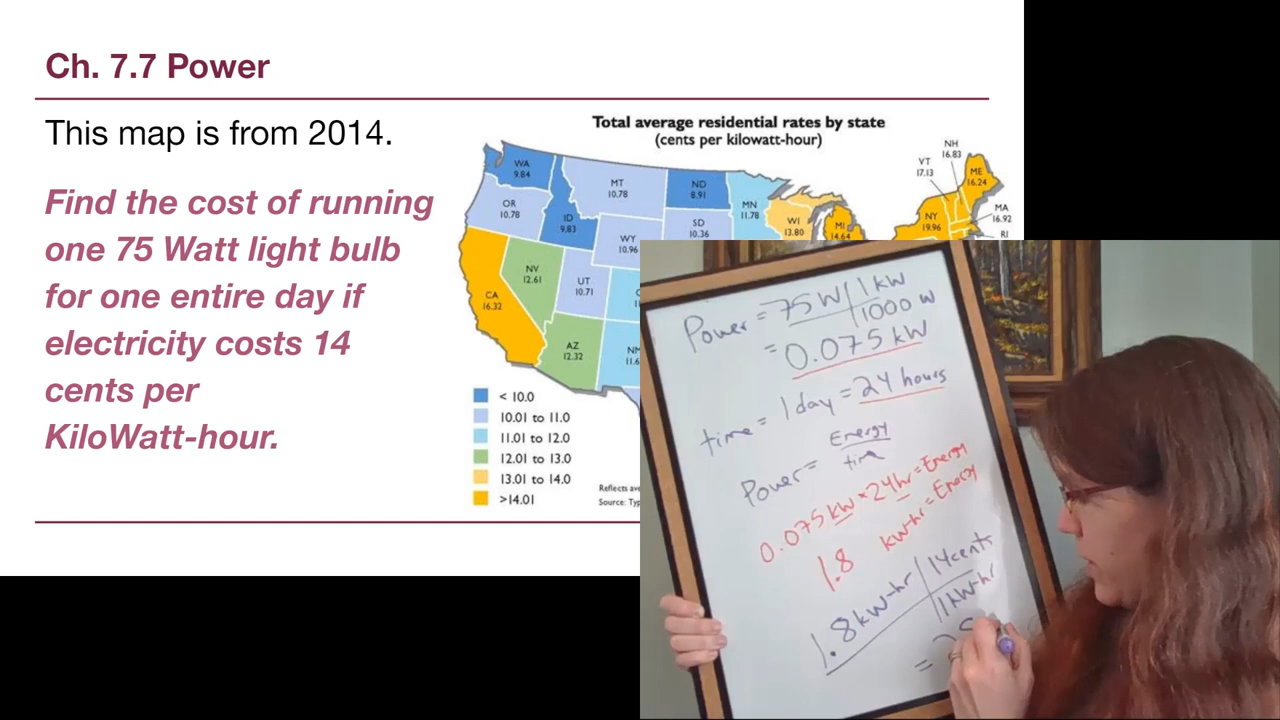 Ch. 7.7 Power
This map is from 2014.
Find the cost of running
one 75 Watt light bulb
for one entire day if
electricity costs 14
cents per
KiloWatt-hour.
Total average residential rates by state
(cents per kilowatt-hour)
WA
9.84
OR
10.78
ID
9.83
MT
10.78
ND
8.91
MN
11.78
SD
10.36
WI
13.80
MI
14.64
WY
10.96
NV
12.61
UT
10.71
CA
16.32
AZ
12.32
NM
11.6
VT
17.13
NH
16.83
ME
16.24
NY
19.96
MA
16.92
RI
< 10.0
10.01 to 11.0
11.01 to 12.0
12.01 to 13.0
13.01 to 14.0
>14.01
Reflects ave
Source: Typ
Power = 75 W | 1 kW
1000 W
= 0.075 kW
time = 1 day = 24 hours
Power = Energy
time
0.075 kW * 24 hr = Energy
1.8 kW-hr = Energy
1.8 kW-hr | 14 cents
1 kW-hr
=